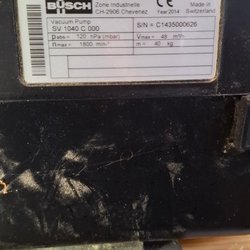 BUSCH
Zone Industrielle
CH-2906 Chevenez
CE
Year:2014
Made in
Switzerland
Vacuum Pump
SV 1040 C 000
S/N = C1435000626
pabs = 120 hPa (mbar)
Vmax = 48 m³/h
nmax = 1800 min⁻¹
m = 40 kg